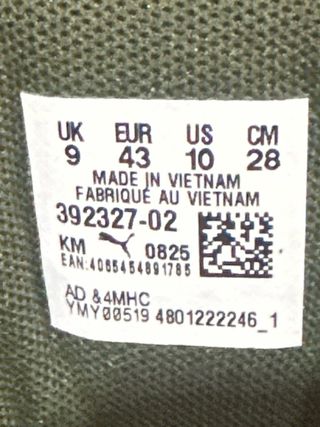 UK EUR US CM
9 43 10 28
MADE IN VIETNAM
FABRIQUÉ AU VIETNAM
392327-02
KM 0825
EAN:4065454891785
AD &4MHC
YMY00519 4801222246_1